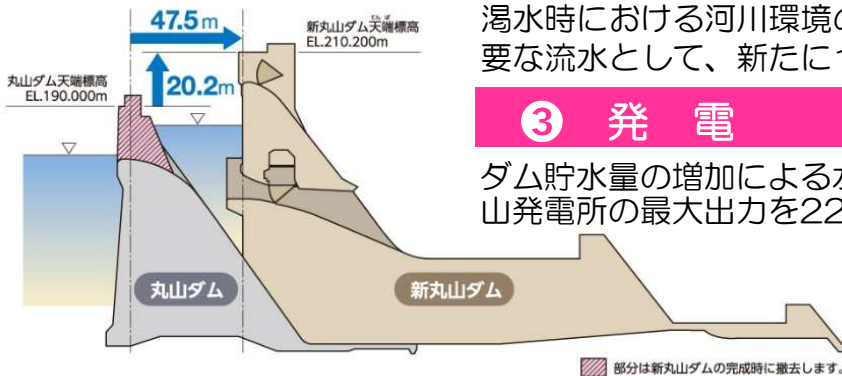 47.5m
新丸山ダム天端標高
てんば
EL.210.200m
丸山ダム天端標高
EL.190.000m
20.2m
渇水時における河川環境の
要な流水として、新たに
❸ 発 電
ダム貯水量の増加による
山発電所の最大出力を22
丸山ダム
新丸山ダム
部分は新丸山ダムの完成時に撤去します。